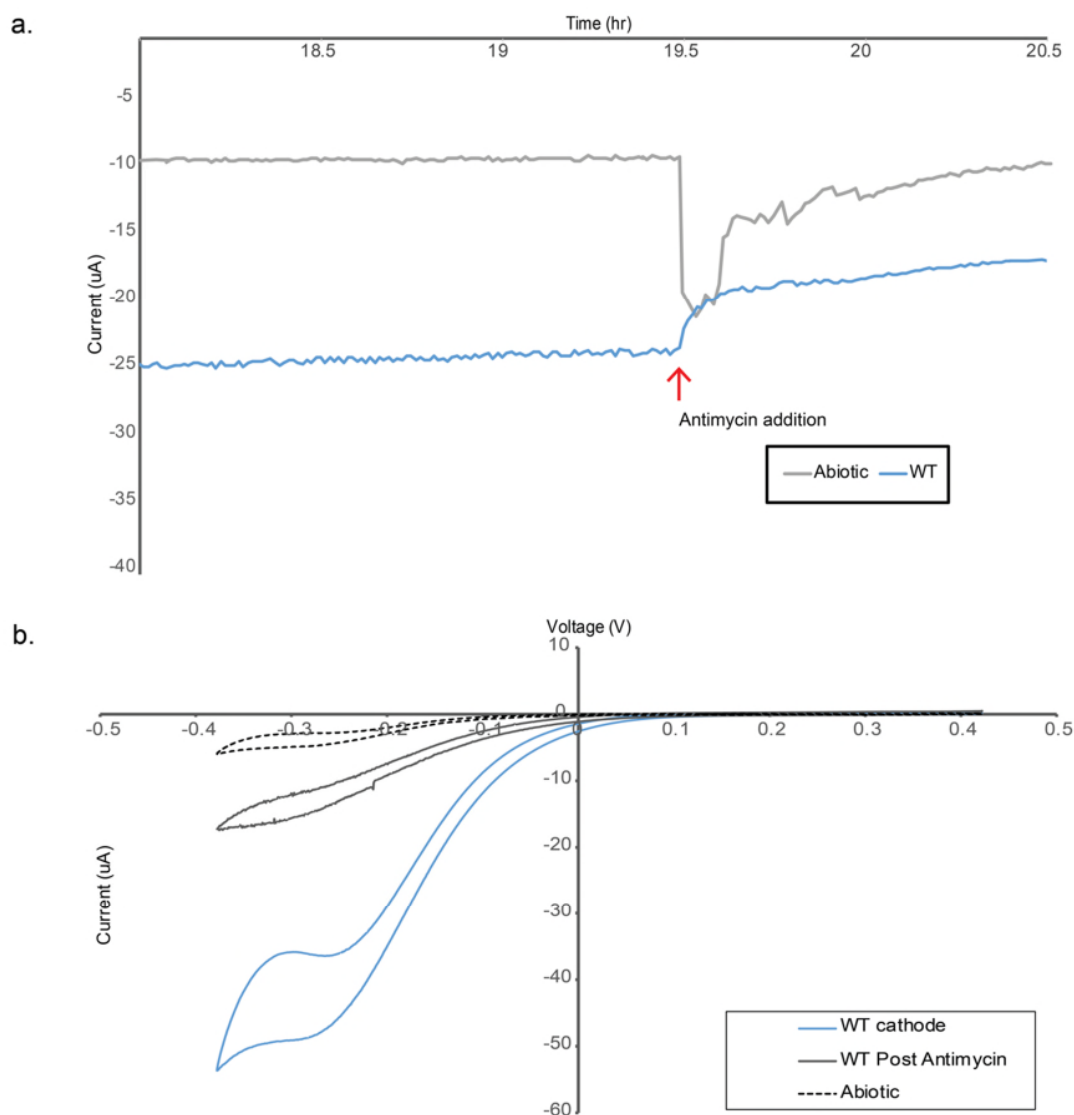 a.
Time (hr)
18.5 19 19.5 20 20.5
-5
-10
-15
-20
-25
-30
-35
-40
Current (uA)
Antimycin addition
Abiotic WT
b.
Voltage (V)
10
0
-0.5 -0.4 -0.3 -0.2 -0.1 0 0.1 0.2 0.3 0.4 0.5
-10
-20
-30
-40
-50
-60
Current (uA)
WT cathode
WT Post Antimycin
Abiotic